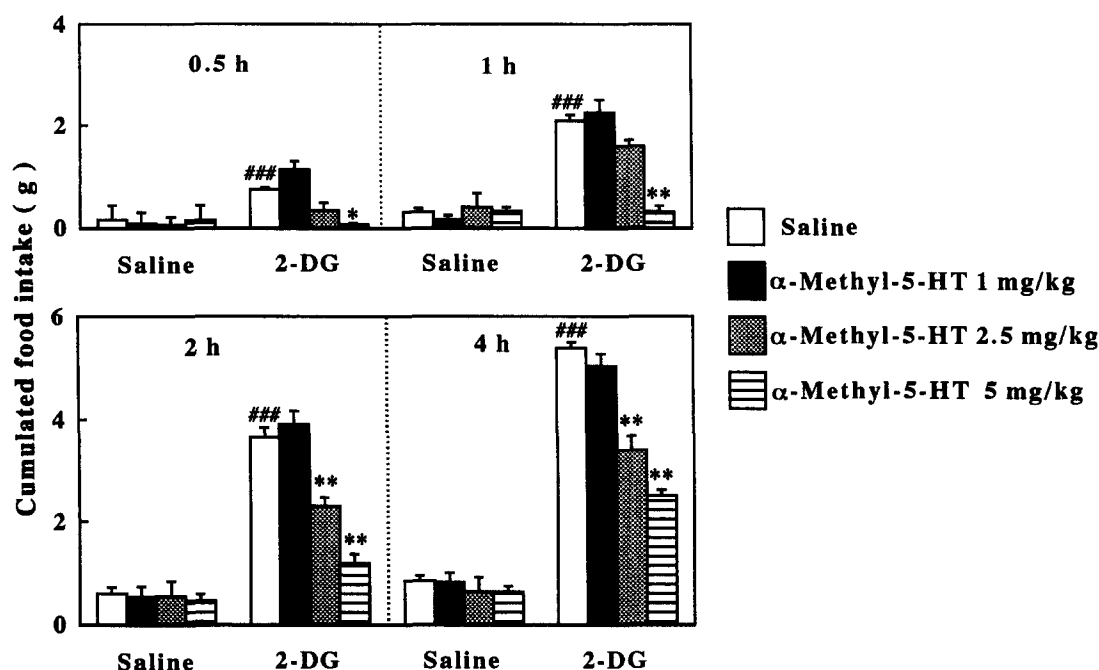 4
0.5 h 1 h
###
2
###
**
*
0
Saline 2-DG Saline 2-DG
6
2 h 4 h
###
###
4
**
**
2
**
**
0
Saline 2-DG Saline 2-DG
Cumulated food intake ( g )
Saline
α-Methyl-5-HT 1 mg/kg
α-Methyl-5-HT 2.5 mg/kg
α-Methyl-5-HT 5 mg/kg